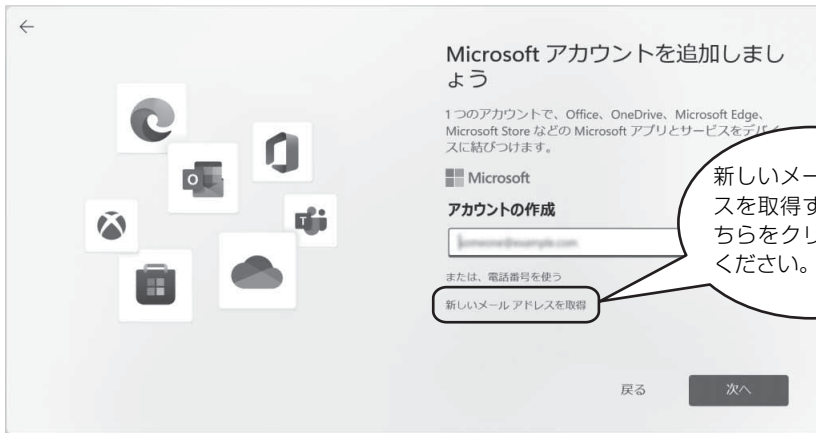 Microsoft アカウントを追加しまし
ょう
1 つのアカウントで、Office、OneDrive、Microsoft Edge、
Microsoft Store などの Microsoft アプリとサービスをデバイ
スに結びつけます。
Microsoft
アカウントの作成
someone@example.com
または、電話番号を使う
新しいメール アドレスを取得
新しいメー
スを取得す
ちらをクリ
ください。
戻る
次へ